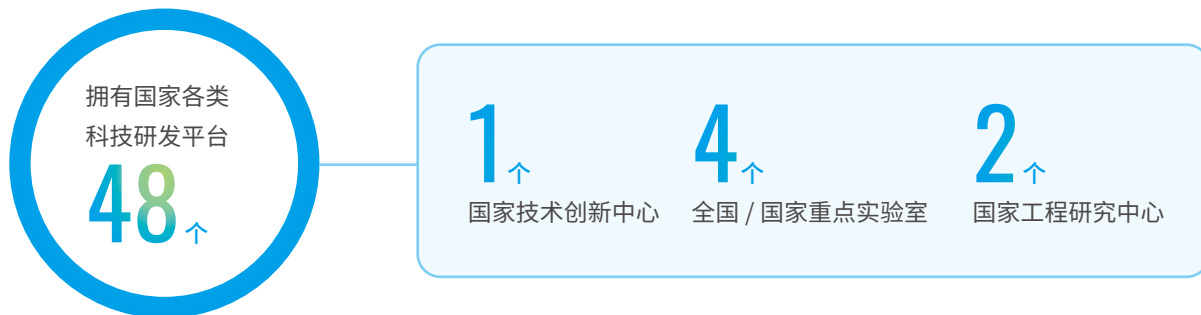 拥有国家各类
科技研发平台
48 个
1 个
国家技术创新中心
4 个
全国 / 国家重点实验室
2 个
国家工程研究中心